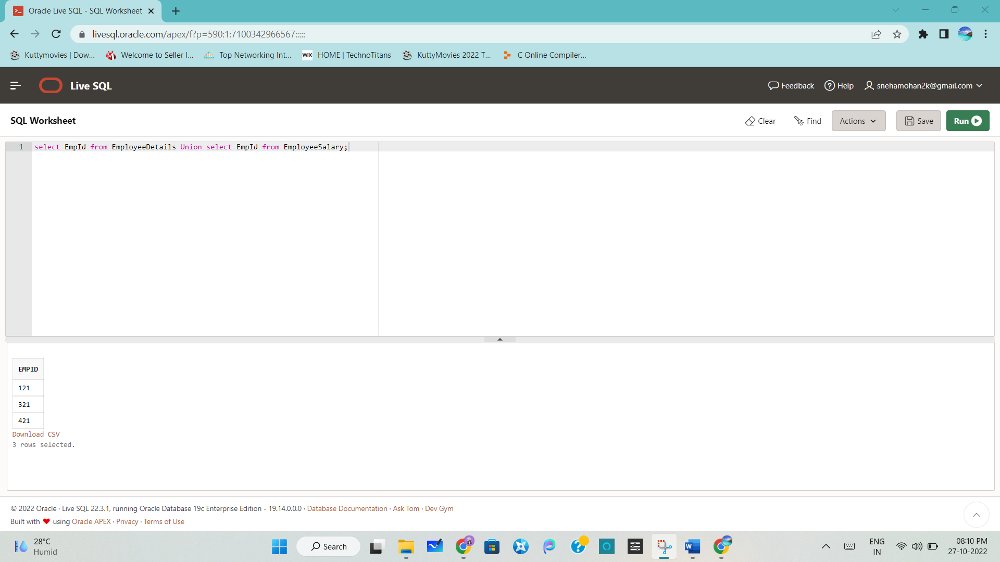 Oracle Live SQL - SQL Worksheet
livesql.oracle.com/apex/f?p=590:1:7100342966567:::::
Kuttymovies | Dow...
Welcome to Seller I...
Top Networking Int...
WIX HOME | TechnoTitans
KuttyMovies 2022 T...
C Online Compiler...
Live SQL
Feedback
Help
snehamohan2k@gmail.com
SQL Worksheet
Clear
Find
Actions
Save
Run
1 select EmpId from EmployeeDetails Union select EmpId from EmployeeSalary;
EMPID
121
321
421
Download CSV
3 rows selected.
© 2022 Oracle · Live SQL 22.3.1, running Oracle Database 19c Enterprise Edition - 19.14.0.0.0 · Database Documentation · Ask Tom · Dev Gym
Built with ❤ using Oracle APEX · Privacy · Terms of Use
28°C
Humid
Search
ENG
IN
08:10 PM
27-10-2022